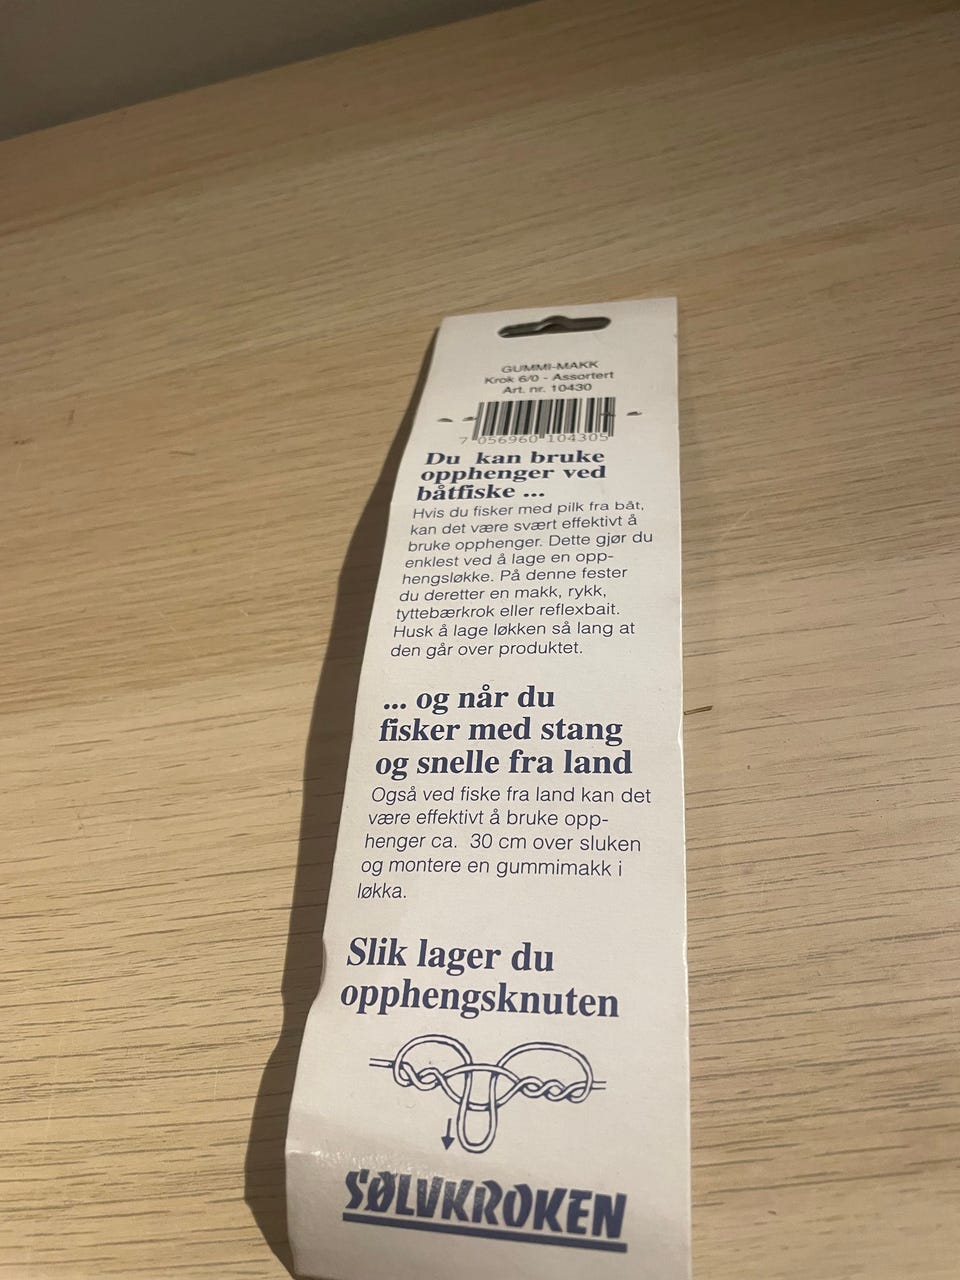 GUMMI-MAKK
Krok 6/0 - Assortert
Art. nr. 10430
7 056960 104305
Du kan bruke
opphenger ved
båtfiske ...
Hvis du fisker med pilk fra båt,
kan det være svært effektivt å
bruke opphenger. Dette gjør du
enklest ved å lage en opp-
hengsløkke. På denne fester
du deretter en makk, rykk,
tyttebærkrok eller reflexbait.
Husk å lage løkken så lang at
den går over produktet.
... og når du
fisker med stang
og snelle fra land
Også ved fiske fra land kan det
være effektivt å bruke opp-
henger ca. 30 cm over sluken
og montere en gummimakk i
løkka.
Slik lager du
opphengsknuten
SØLVKROKEN